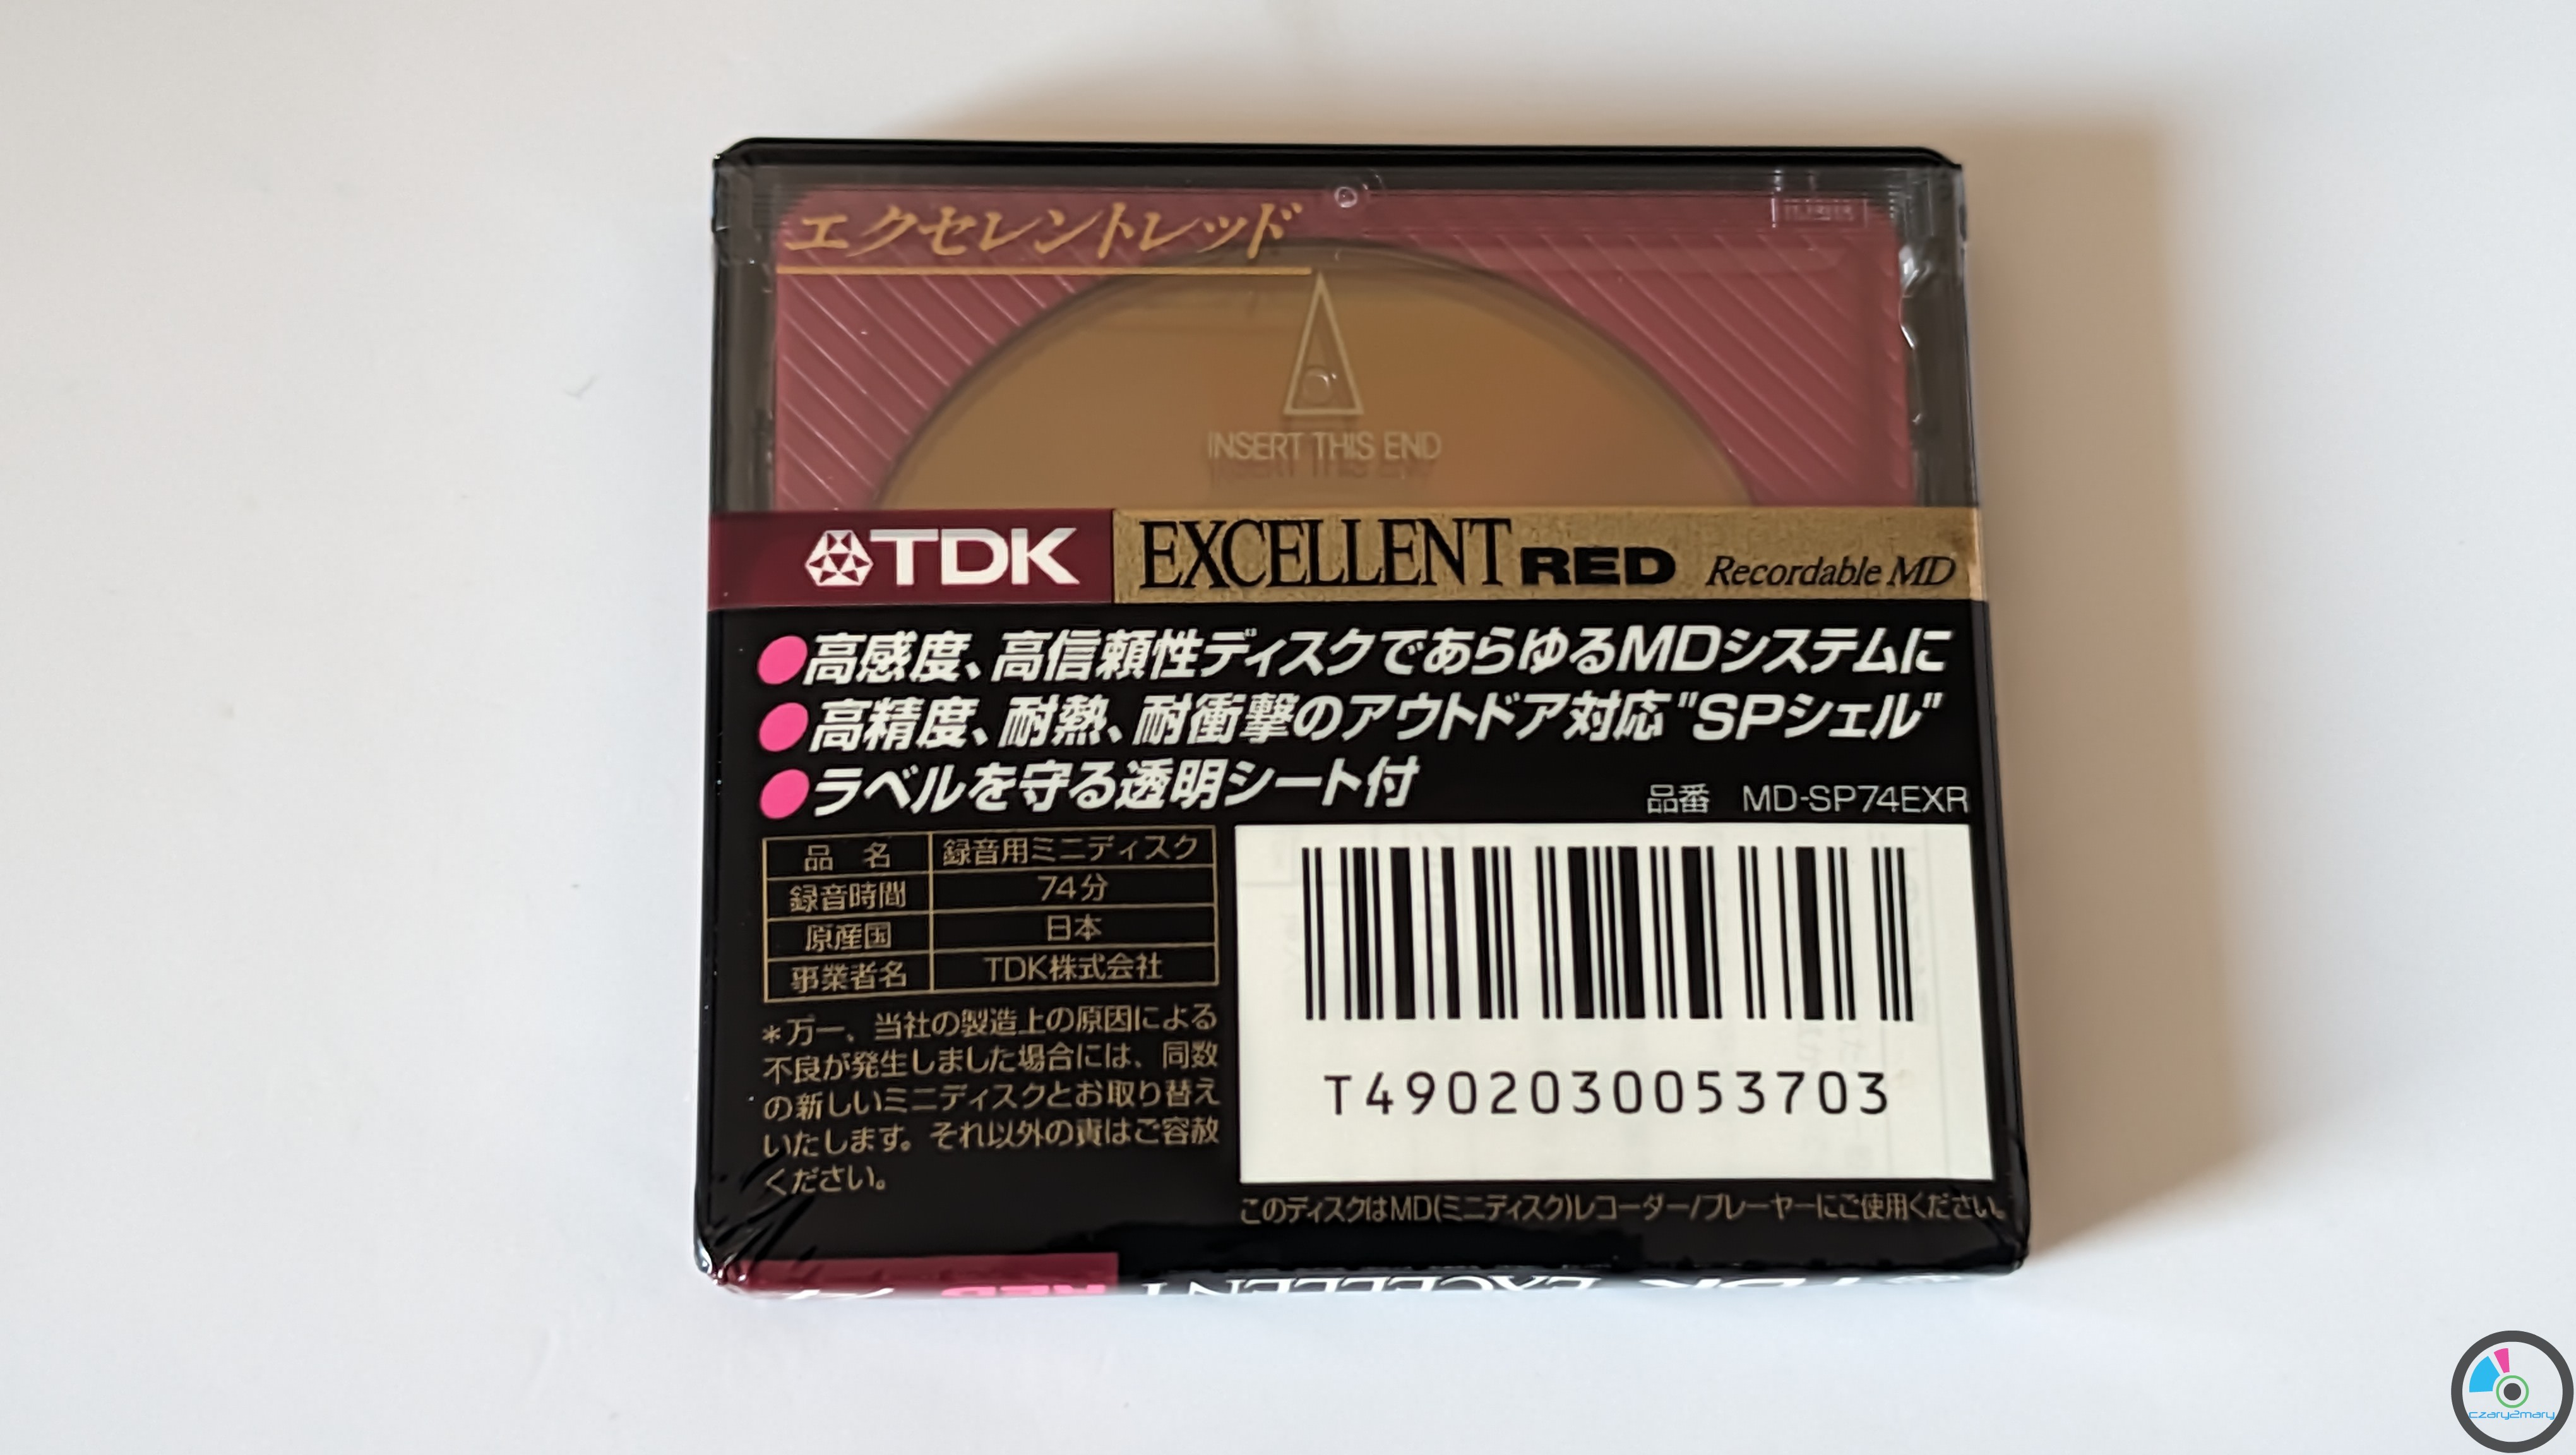 エクセレントレッド
INSERT THIS END
TDK EXCELLENT RED Recordable MD
●高感度、高信頼性ディスクであらゆるMDシステムに
●高精度、耐熱、耐衝撃のアウトドア対応"SPシェル"
●ラベルを守る透明シート付
品番 MD-SP74EXR
品 名 録音用ミニディスク
録音時間 74分
原産国 日本
事業者名 TDK株式会社
*万一、当社の製造上の原因による
不良が発生しました場合には、同数
の新しいミニディスクとお取り替え
いたします。それ以外の責はご容赦
ください。
T4902030053703
このディスクはMD(ミニディスク)レコーダー/プレーヤーにご使用ください。
TDK EXCELLENT RED 74
czary2mary